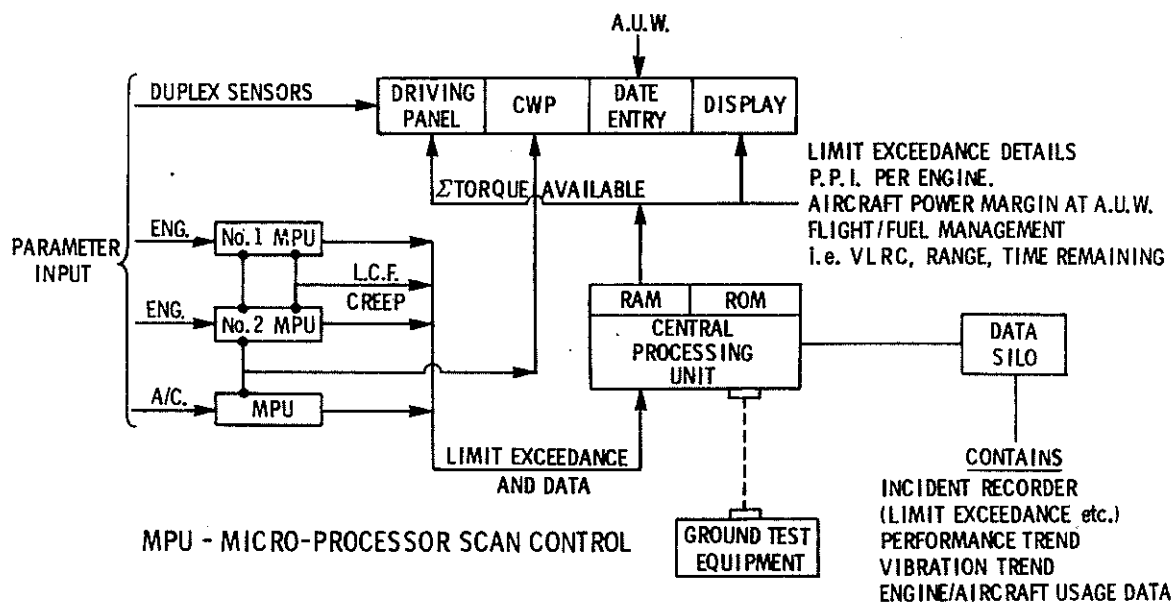 A.U.W.
DUPLEX SENSORS
DRIVING
PANEL
CWP
DATE
ENTRY
DISPLAY
LIMIT EXCEEDANCE DETAILS
P.P.I. PER ENGINE.
AIRCRAFT POWER MARGIN AT A.U.W.
FLIGHT/FUEL MANAGEMENT
i.e. VLRC, RANGE, TIME REMAINING
ΣTORQUE AVAILABLE
PARAMETER
INPUT
ENG.
No.1 MPU
L.C.F.
CREEP
ENG.
No.2 MPU
A/C.
MPU
RAM
ROM
CENTRAL
PROCESSING
UNIT
DATA
SILO
LIMIT EXCEEDANCE
AND DATA
CONTAINS
INCIDENT RECORDER
(LIMIT EXCEEDANCE etc.)
PERFORMANCE TREND
VIBRATION TREND
ENGINE/AIRCRAFT USAGE DATA
MPU - MICRO-PROCESSOR SCAN CONTROL
GROUND TEST
EQUIPMENT